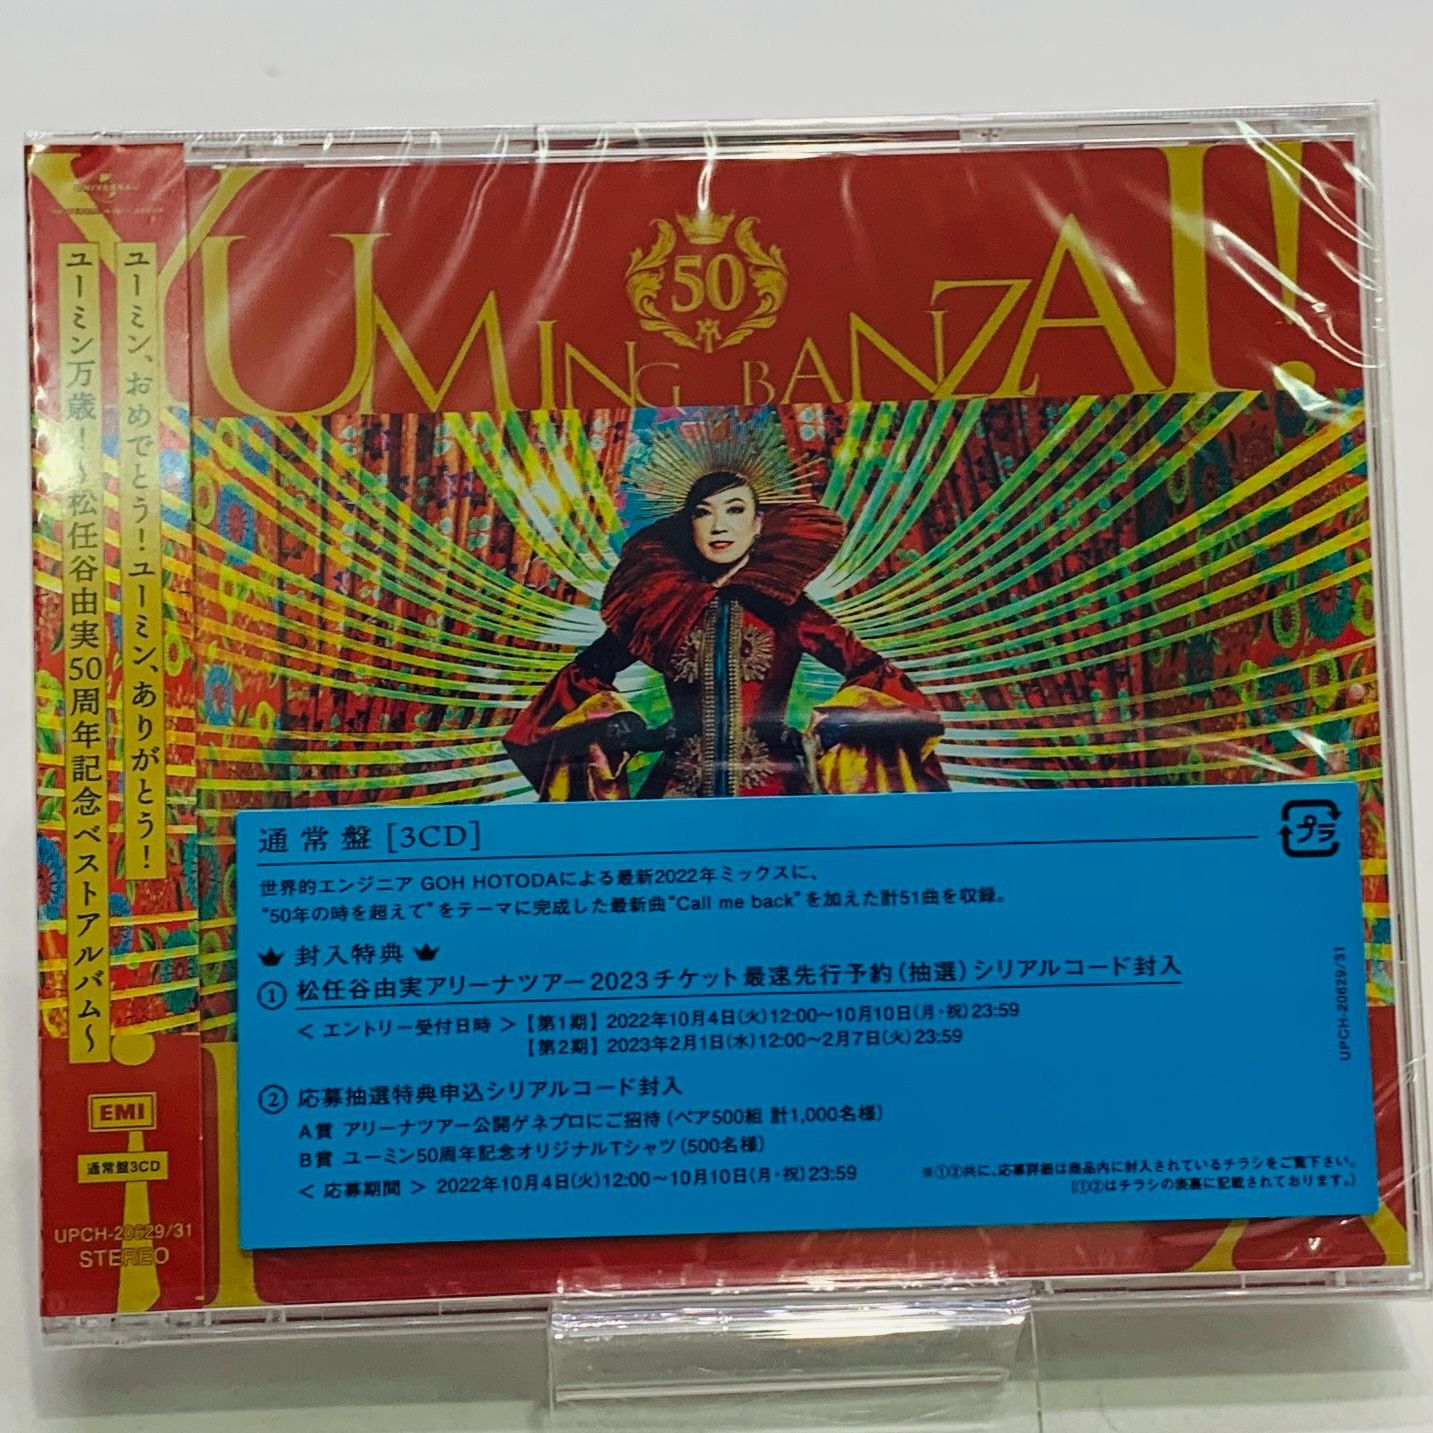 UNIVERSAL
ユーミン、おめでとう!ユーミン、ありがとう!
ユーミン万歳!~松任谷由実50周年記念ベストアルバム~
EMI
通常盤3CD
UPCH-20629/31
STEREO
50
YUMING BANZAI!
通常盤[3CD]
プラ
世界的エンジニア GOH HOTODAによる最新2022年ミックスに、
“50年の時を超えて”をテーマに完成した最新曲“Call me back”を加えた計51曲を収録。
封入特典
① 松任谷由実アリーナツアー2023チケット最速先行予約(抽選)シリアルコード封入
< エントリー受付日時 >【第1期】2022年10月4日(火)12:00~10月10日(月・祝)23:59
【第2期】2023年2月1日(水)12:00~2月7日(火)23:59
② 応募抽選特典申込シリアルコード封入
A賞 アリーナツアー公開ゲネプロにご招待(ペア500組 計1,000名様)
B賞 ユーミン50周年記念オリジナルTシャツ(500名様)
< 応募期間 > 2022年10月4日(火)12:00~10月10日(月・祝)23:59
※①②共に、応募詳細は商品内に封入されているチラシをご覧下さい。
(①②はチラシの表裏に記載されております。)
UPCH-20629/31